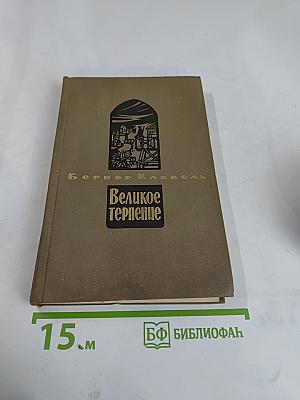 Бернар Клавель
Великое
терпение
15 см
БФ БИБЛИОФАН